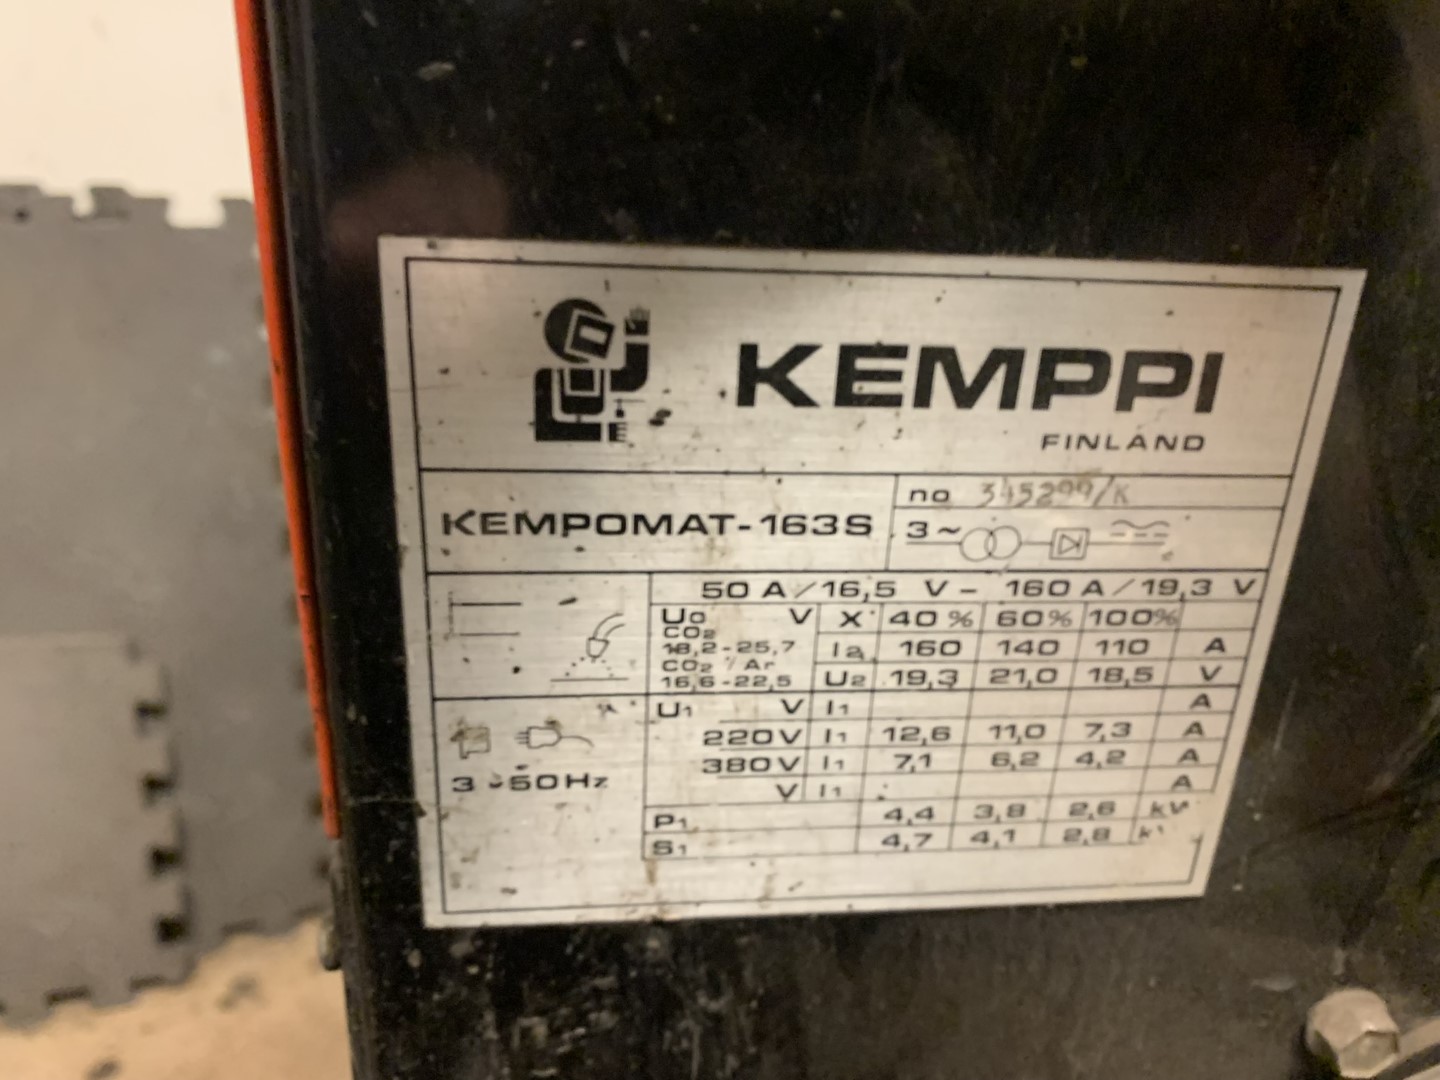 KEMPPI
FINLAND
KEMPOMAT-163S
no 345299/K
3~
50 A/16,5 V - 160 A/19,3 V
U0 V X 40% 60% 100%
CO2
18,2-25,7 I2 160 140 110 A
CO2 / Ar
16,6-22,5 U2 19,3 21,0 18,5 V
U1 V I1 A
220V I1 12,6 11,0 7,3 A
380V I1 7,1 6,2 4,2 A
3~50Hz
V I1 A
P1 4,4 3,8 2,6
S1 4,7 4,1 2,8